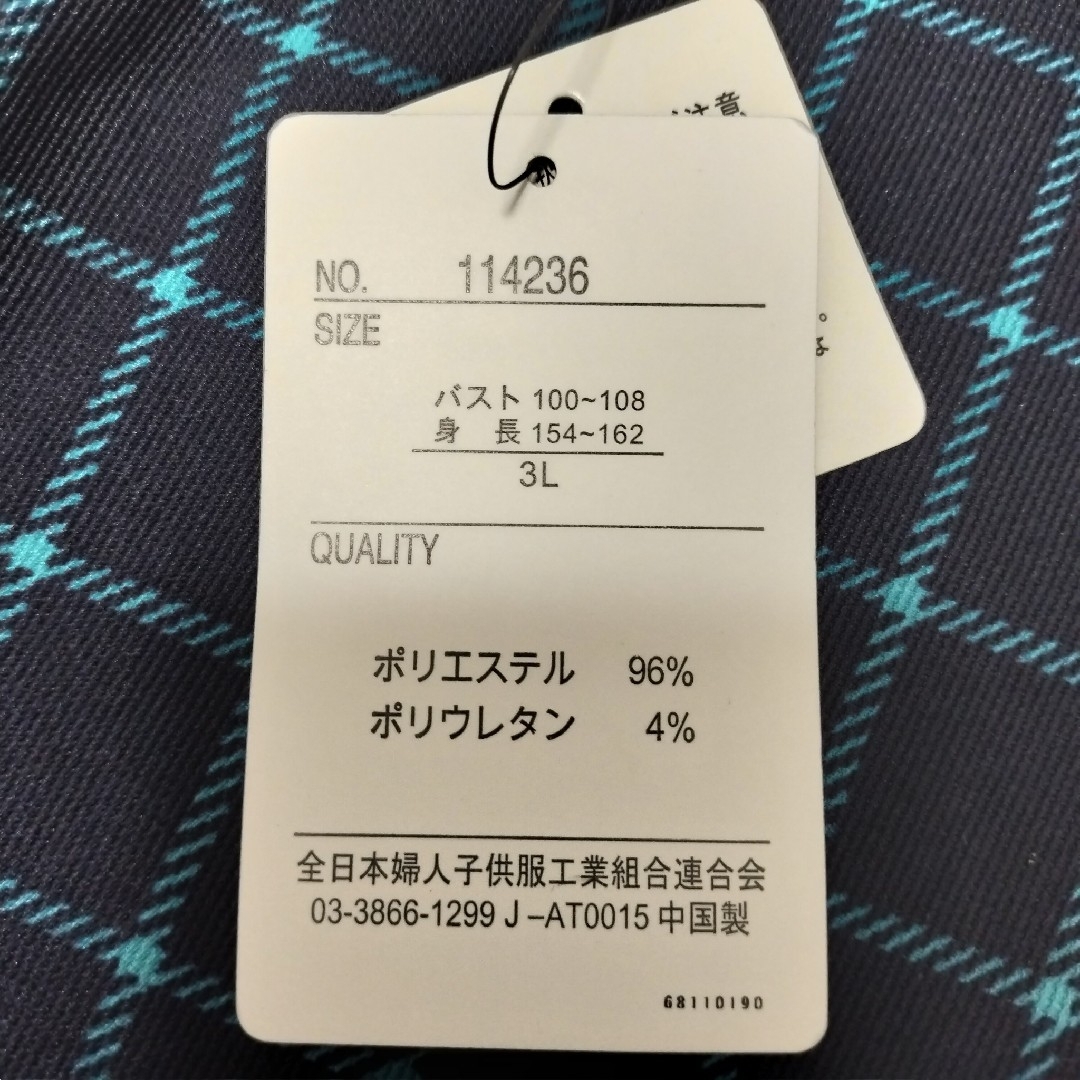 注意
NO. 114236
SIZE
バスト 100~108
身 長 154~162
3L
QUALITY
ポリエステル 96%
ポリウレタン 4%
全日本婦人子供服工業組合連合会
03-3866-1299 J–AT0015 中国製
68110190